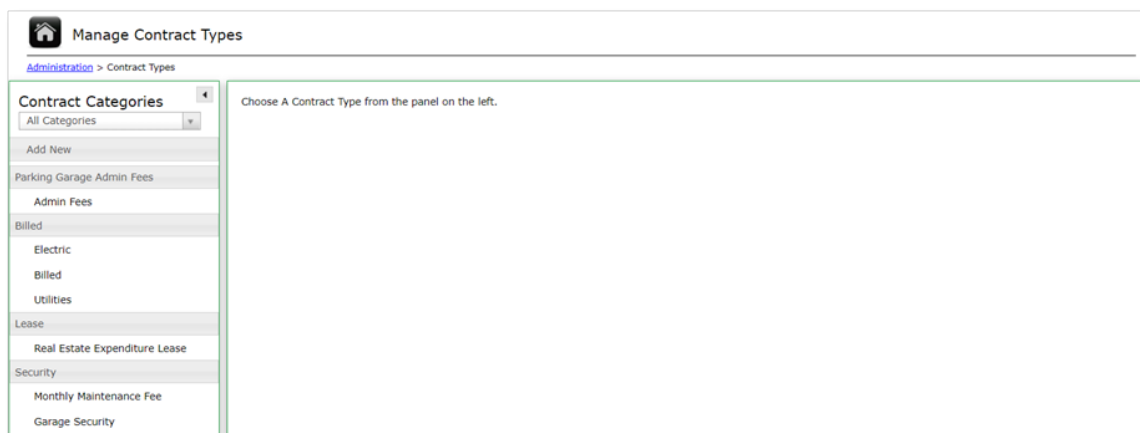 Manage Contract Types
Administration > Contract Types
Contract Categories
All Categories
Add New
Parking Garage Admin Fees
Admin Fees
Billed
Electric
Billed
Utilities
Lease
Real Estate Expenditure Lease
Security
Monthly Maintenance Fee
Garage Security
Choose A Contract Type from the panel on the left.